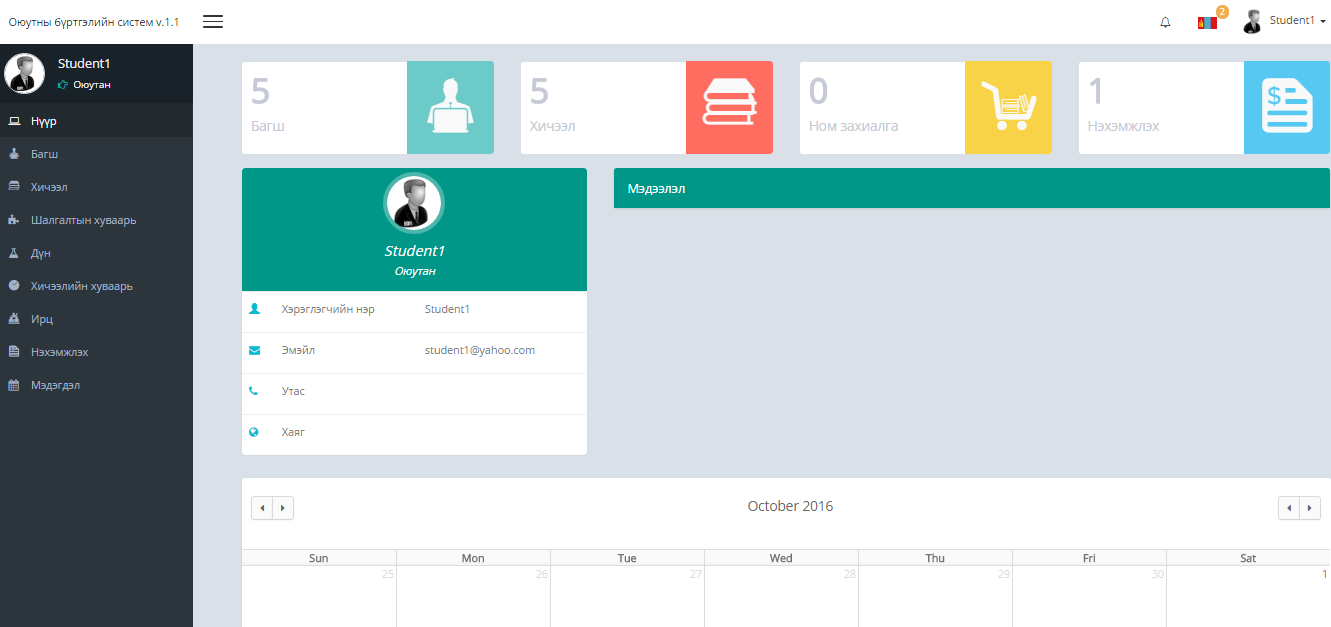 Оюутны бүртгэлийн систем v.1.1
2
Student1
Student1
Оюутан
Нүүр
Багш
Хичээл
Шалгалтын хуваарь
Дүн
Хичээлийн хуваарь
Ирц
Нэхэмжлэх
Мэдэгдэл
5
Багш
5
Хичээл
0
Ном захиалга
1
Нэхэмжлэх
Student1
Оюутан
Хэрэглэгчийн нэр Student1
Эмэйл student1@yahoo.com
Утас
Хаяг
Мэдээлэл
October 2016
Sun Mon Tue Wed Thu Fri Sat
25 26 27 28 29 30 1